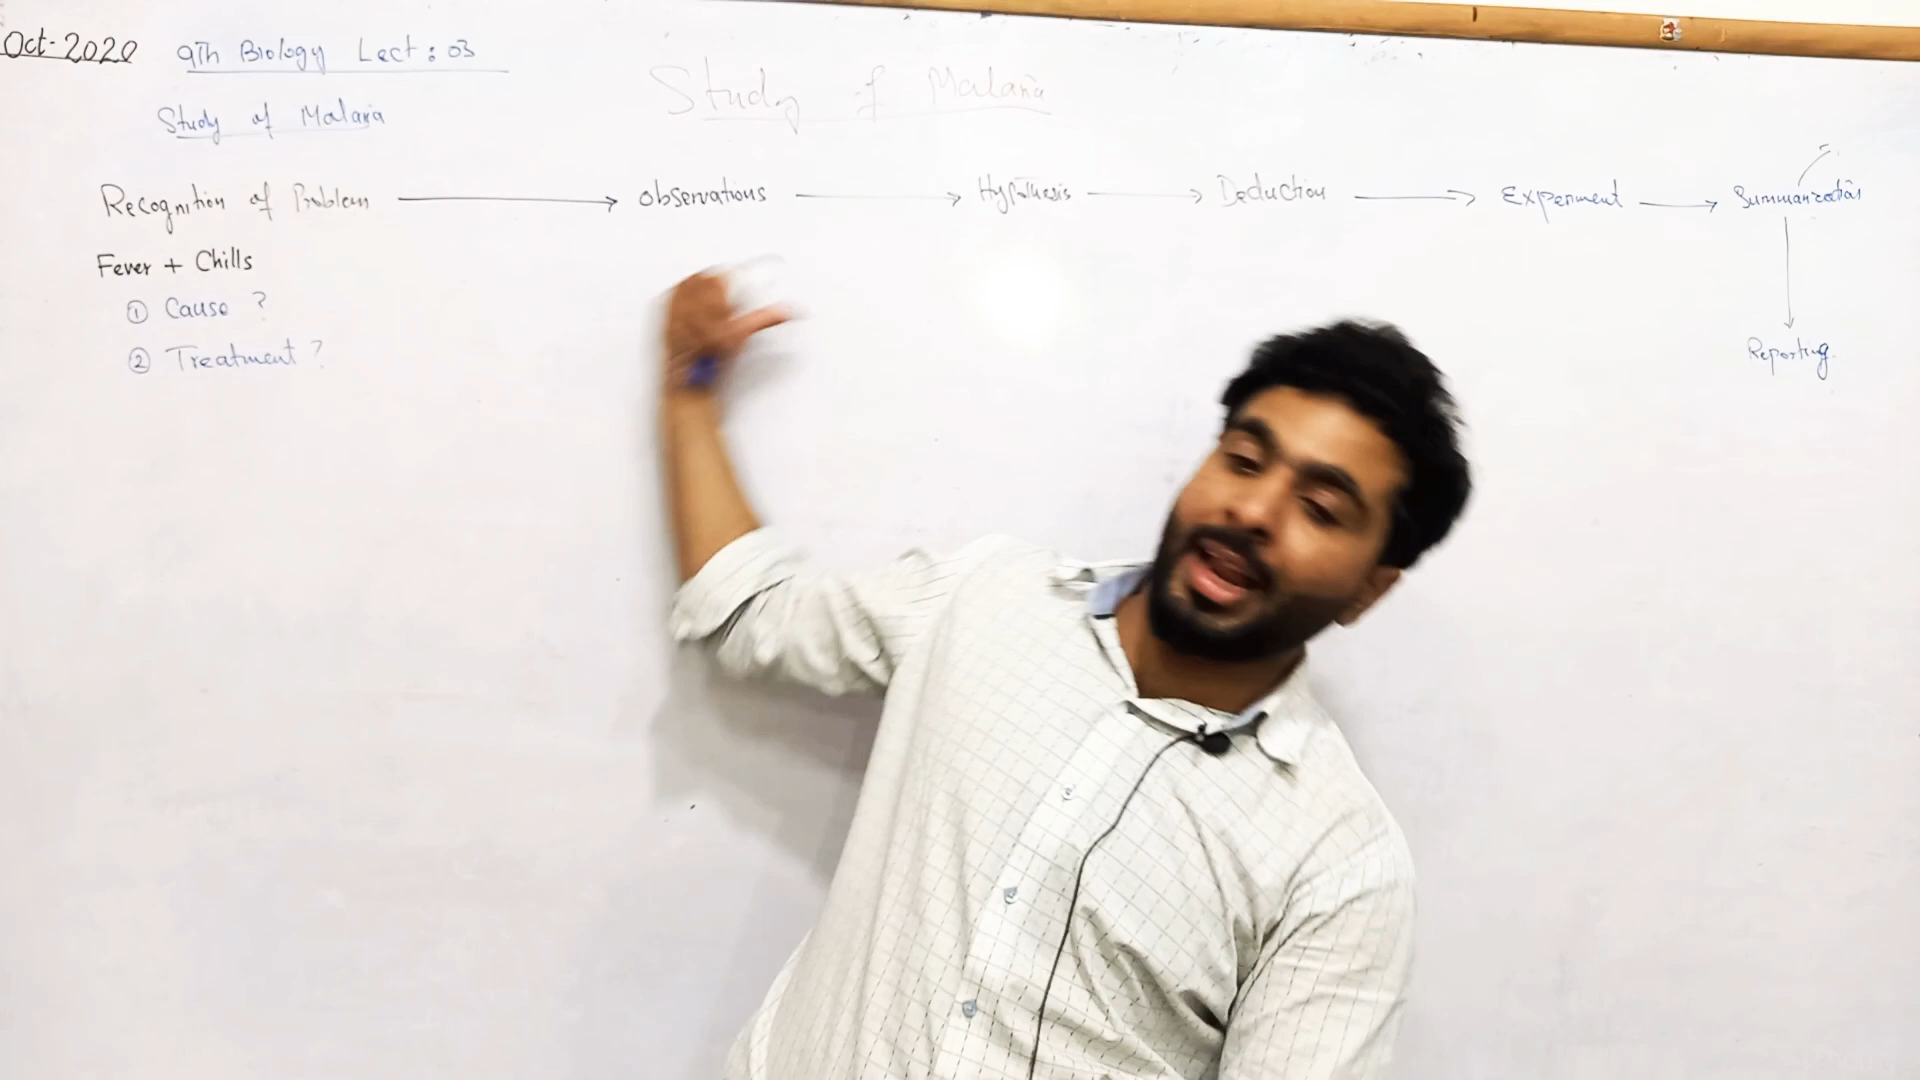 Oct-2020
9Th Biology Lect: 03
Study of Malaria
Study of Malaria
Recognition of Problem → Observations → Hypothesis → Deduction → Experiment → Summarization
Fever + Chills
① Cause ?
② Treatment ?
Reporting